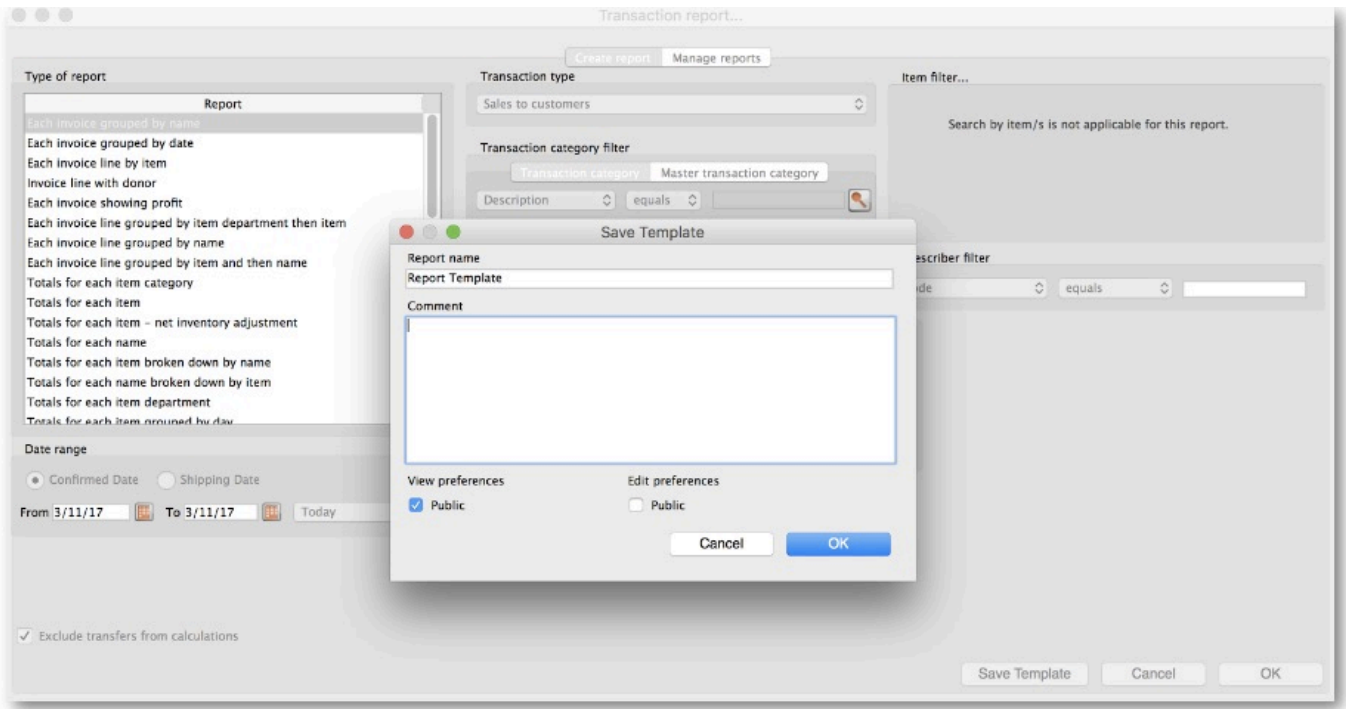 Transaction report...
Create report Manage reports
Type of report
Report
Each invoice grouped by name
Each invoice grouped by date
Each invoice line by item
Invoice line with donor
Each invoice showing profit
Each invoice line grouped by item department then item
Each invoice line grouped by name
Each invoice line grouped by item and then name
Totals for each item category
Totals for each item
Totals for each item – net inventory adjustment
Totals for each name
Totals for each item broken down by name
Totals for each name broken down by item
Totals for each item department
Totals for each item grouped by day
Date range
Confirmed Date Shipping Date
From 3/11/17 To 3/11/17 Today
Exclude transfers from calculations
Transaction type
Sales to customers
Transaction category filter
Transaction category Master transaction category
Description equals
Item filter...
Search by item/s is not applicable for this report.
escriber filter
de equals
Save Template
Report name
Report Template
Comment
View preferences Edit preferences
Public Public
Cancel OK
Save Template Cancel OK